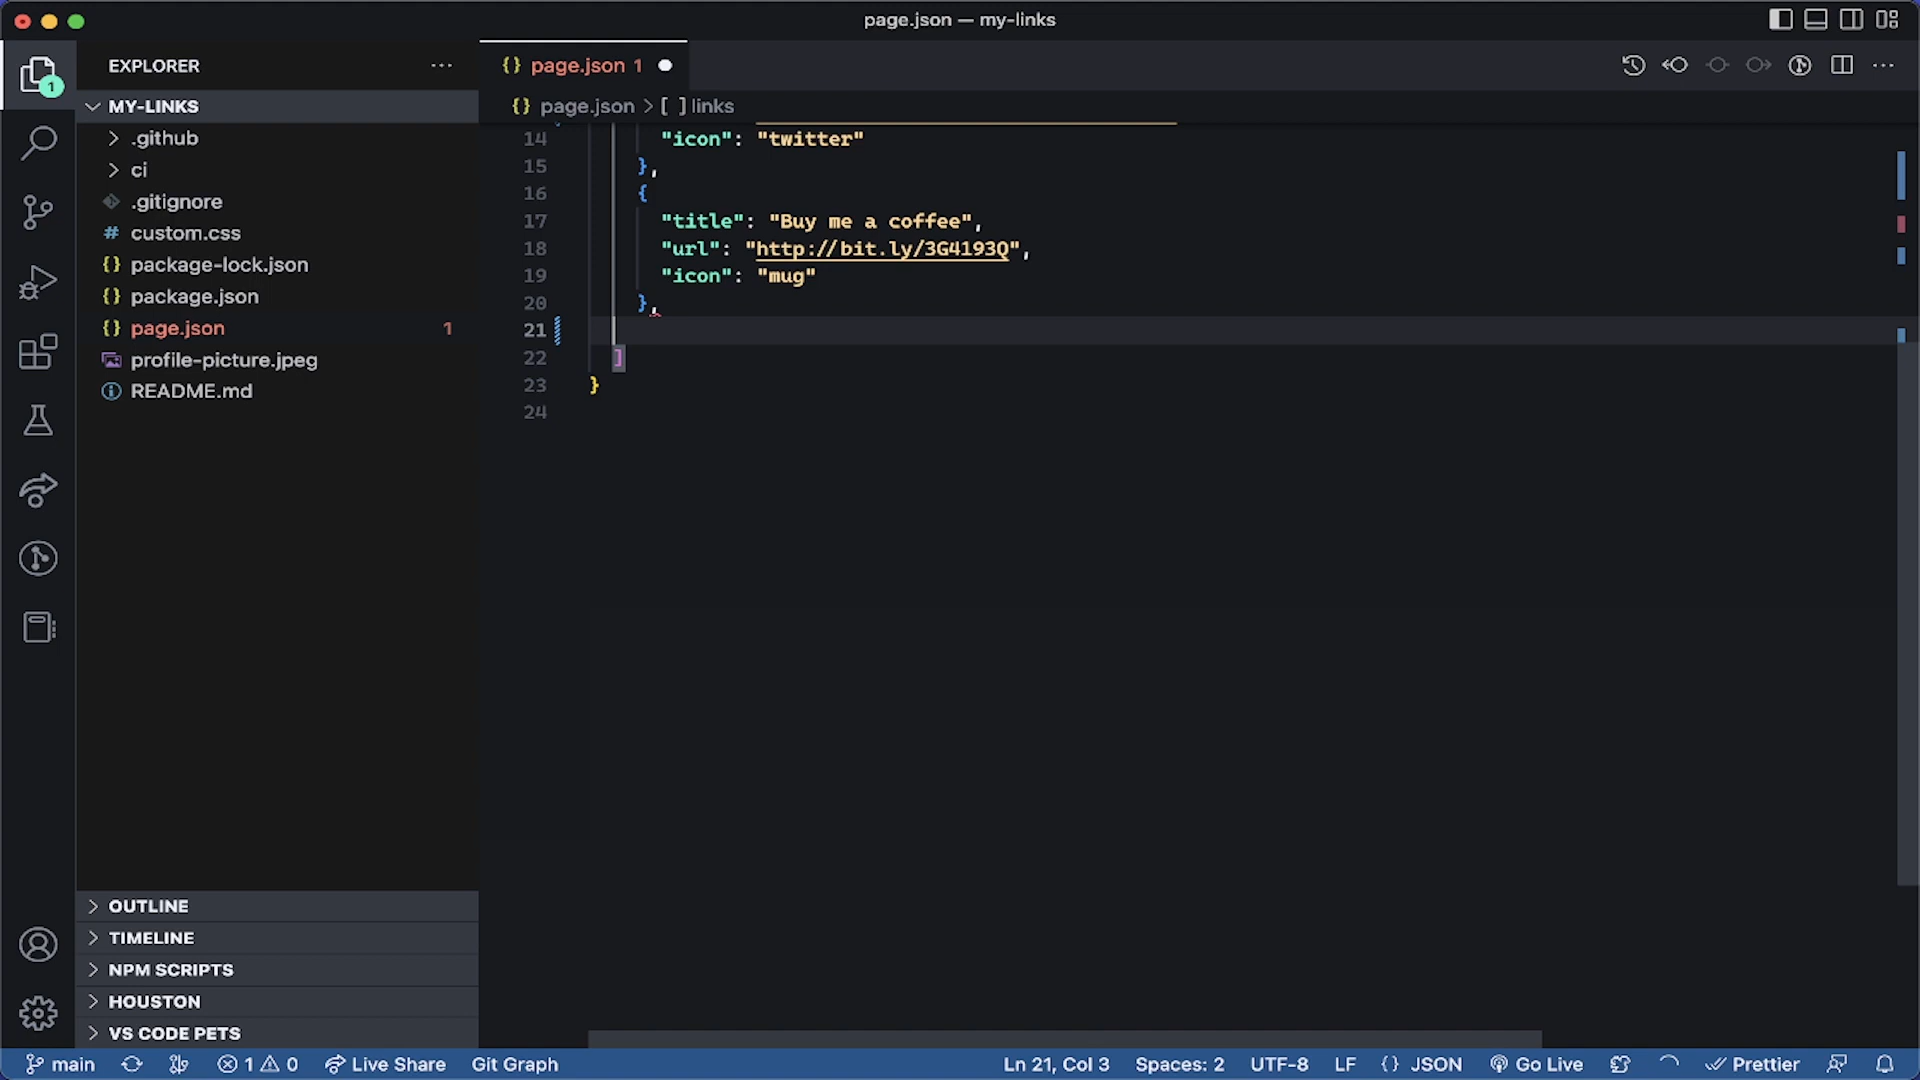 page.json — my-links
EXPLORER
1
MY-LINKS
.github
ci
.gitignore
# custom.css
{} package-lock.json
{} package.json
{} page.json 1
profile-picture.jpeg
README.md
OUTLINE
TIMELINE
NPM SCRIPTS
HOUSTON
VS CODE PETS
{} page.json 1
{} page.json > [ ] links
14 "icon": "twitter"
15 },
16 {
17 "title": "Buy me a coffee",
18 "url": "http://bit.ly/3G4193Q",
19 "icon": "mug"
20 },
21
22 ]
23 }
24
main 1 0 Live Share Git Graph Ln 21, Col 3 Spaces: 2 UTF-8 LF {} JSON Go Live Prettier